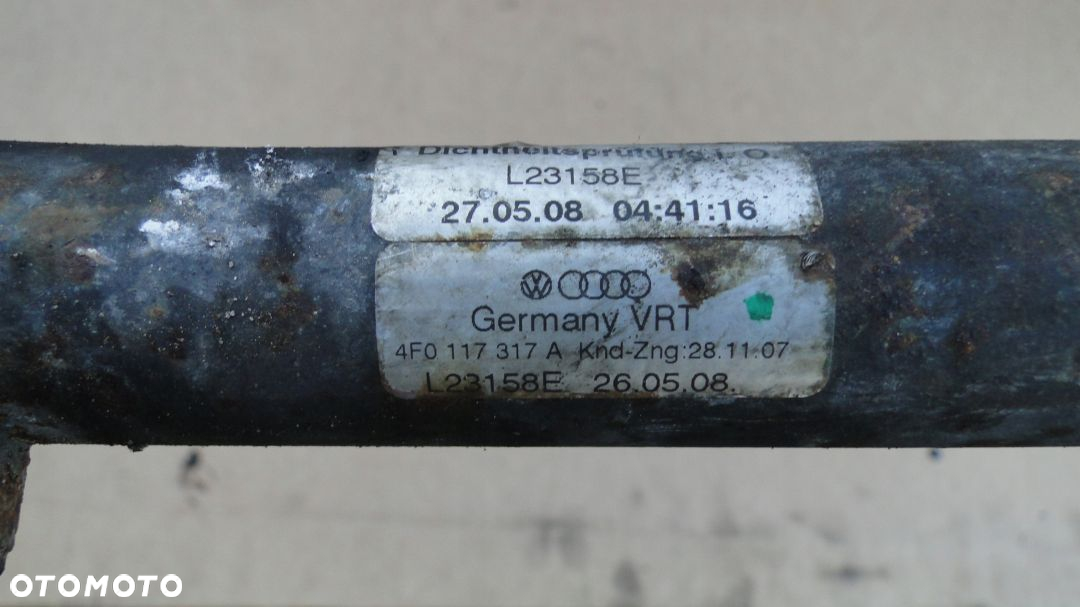 Dichtheitsprüfung i. O.
L23158E
27.05.08 04:41:16
Germany VRT
4F0 117 317 A Knd-Zng:28.11.07
L23158E 26.05.08.
OTOMOTO